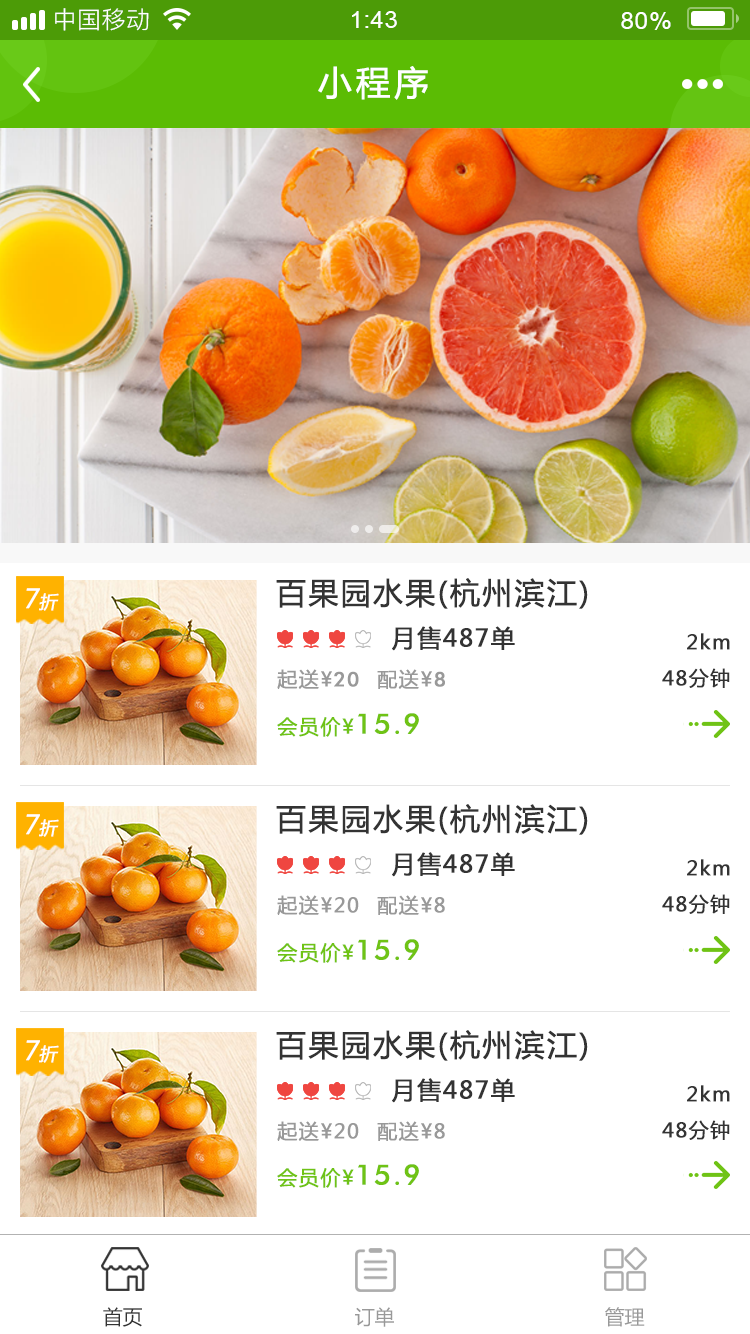 中国移动 1:43 80%
小程序
7折
百果园水果(杭州滨江)
月售487单 2km
起送¥20 配送¥8 48分钟
会员价¥15.9
7折
百果园水果(杭州滨江)
月售487单 2km
起送¥20 配送¥8 48分钟
会员价¥15.9
7折
百果园水果(杭州滨江)
月售487单 2km
起送¥20 配送¥8 48分钟
会员价¥15.9
首页 订单 管理